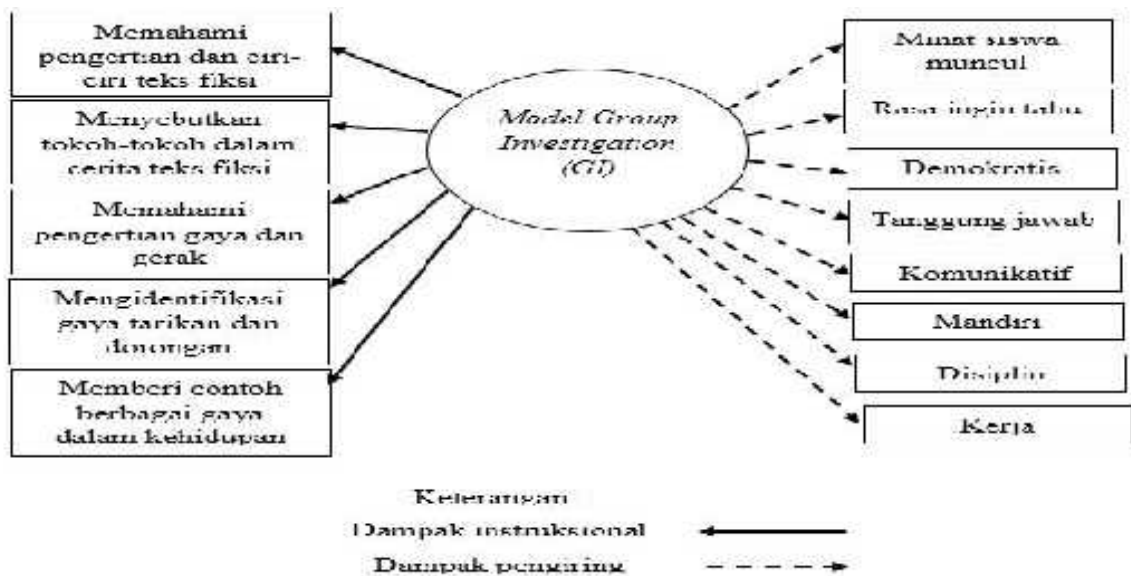 Memahami
pengertian dan ciri-
ciri teks fiksi
Menyebutkan
tokoh-tokoh dalam
cerita teks fiksi
Memahami
pengertian gaya dan
gerak
Mengidentifikasi
gaya tarikan dan
dorongan
Memberi contoh
berbagai gaya
dalam kehidupan
Model Group
Investigation
(GI)
Minat siswa
muncul
Rasa ingin tahu
Demokratis
Tanggung jawab
Komunikatif
Mandiri
Disiplin
Kerja
Keterangan
Dampak instruksional
Dampak pengiring